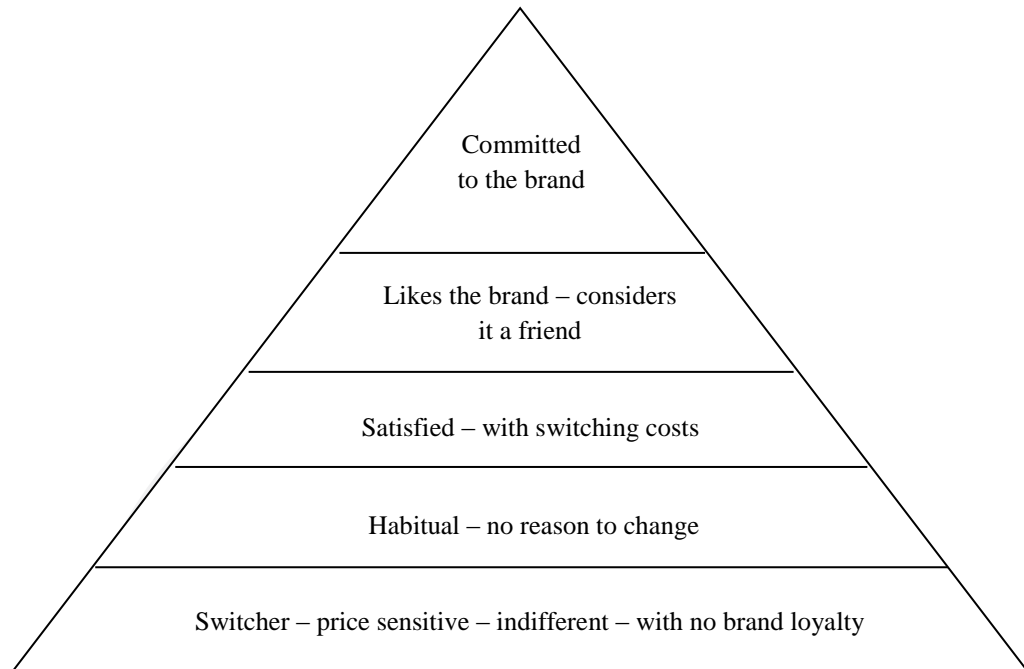 Committed
to the brand
Likes the brand – considers
it a friend
Satisfied – with switching costs
Habitual – no reason to change
Switcher – price sensitive – indifferent – with no brand loyalty